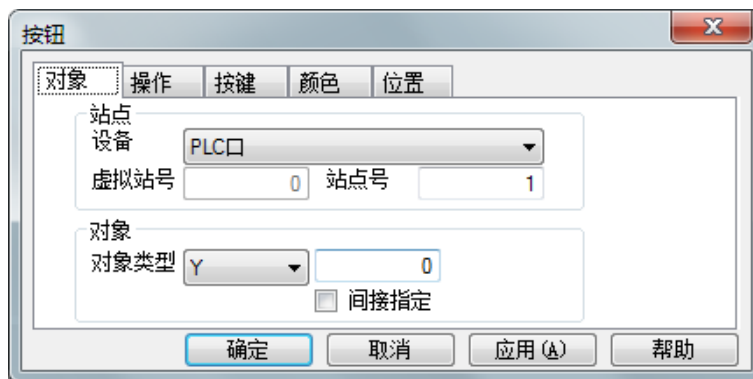 按钮
对象 操作 按键 颜色 位置
站点
设备 PLC口
虚拟站号 0 站点号 1
对象
对象类型 Y 0
间接指定
确定 取消 应用(A) 帮助